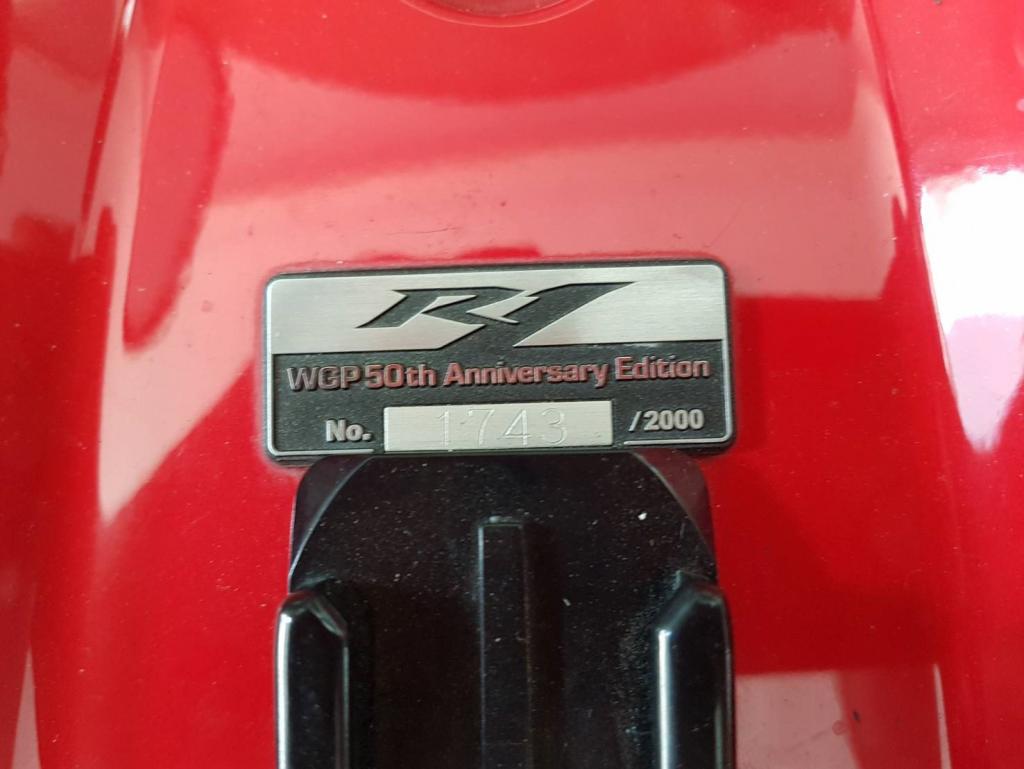 R1
WGP 50th Anniversary Edition
No. 1743 /2000